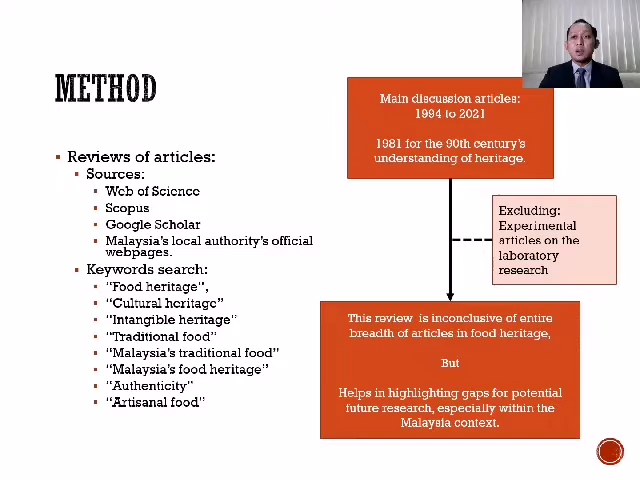 METHOD
Reviews of articles:
Sources:
Web of Science
Scopus
Google Scholar
Malaysia's local authority's official
webpages.
Keywords search:
"Food heritage",
"Cultural heritage"
"Intangible heritage"
"Traditional food"
"Malaysia's traditional food"
"Malaysia's food heritage"
"Authenticity"
"Artisanal food"
Main discussion articles:
1994 to 2021
1981 for the 90th century's
understanding of heritage.
Excluding:
Experimental
articles on the
laboratory
research
This review is inconclusive of entire
breadth of articles in food heritage,
But
Helps in highlighting gaps for potential
future research, especially within the
Malaysia context.